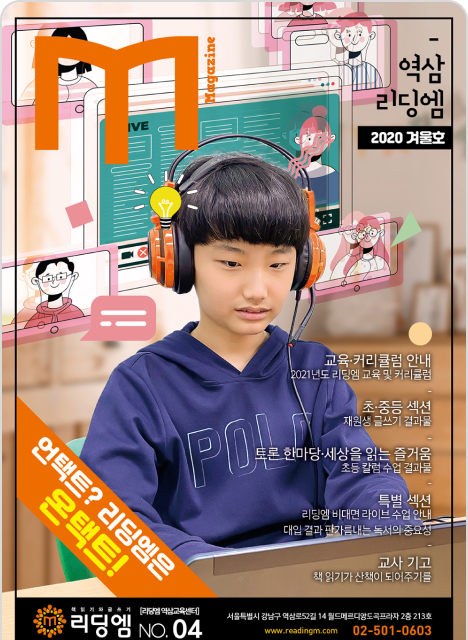 m
Magazine
역삼
리딩엠
2020 겨울호
LIVE
교육·커리큘럼 안내
2021년도 리딩엠 교육 및 커리큘럼
초·중등 섹션
재원생 글쓰기 결과물
토론 한마당·세상을 읽는 즐거움
초등 칼럼 수업 결과물
특별 섹션
리딩엠 비대면 라이브 수업 안내
대입 결과 판가름내는 독서의 중요성
교사 기고
책 읽기가 산책이 되어주기를
POLO
언택트? 리딩엠은
온택트!
책읽기와글쓰기
리딩엠
[리딩엠 역삼교육센터]
NO. 04
서울특별시 강남구 역삼로52길 14 월드메르디앙도곡프라자 2층 213호
www.readingm.com
02-501-0603